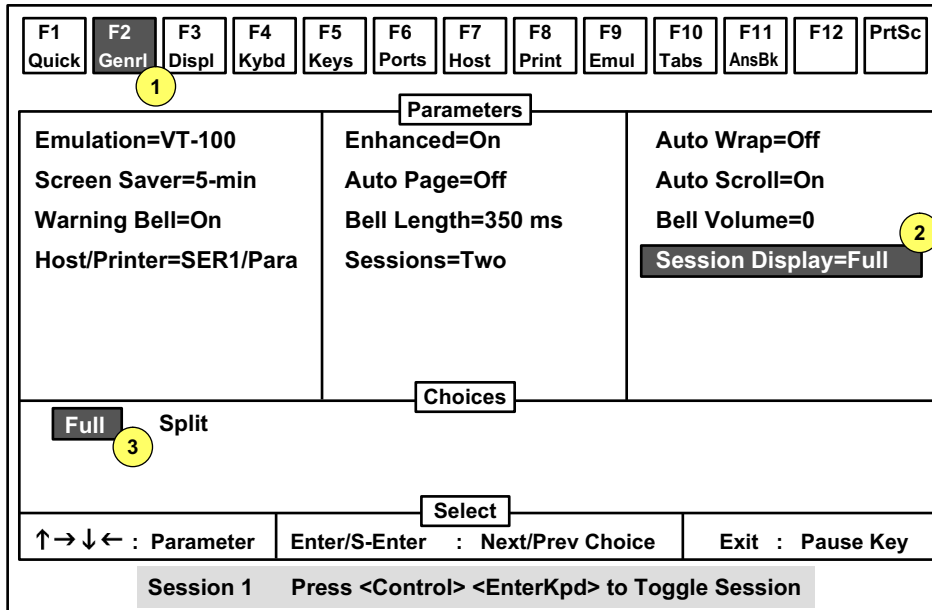 F1 F2 F3 F4 F5 F6 F7 F8 F9 F10 F11 F12 PrtSc
Quick Genrl Displ Kybd Keys Ports Host Print Emul Tabs AnsBk
1
Parameters
Emulation=VT-100 Enhanced=On Auto Wrap=Off
Screen Saver=5-min Auto Page=Off Auto Scroll=On
Warning Bell=On Bell Length=350 ms Bell Volume=0
2
Host/Printer=SER1/Para Sessions=Two Session Display=Full
Choices
Full Split
3
Select
↑→↓← : Parameter Enter/S-Enter : Next/Prev Choice Exit : Pause Key
Session 1 Press <Control> <EnterKpd> to Toggle Session